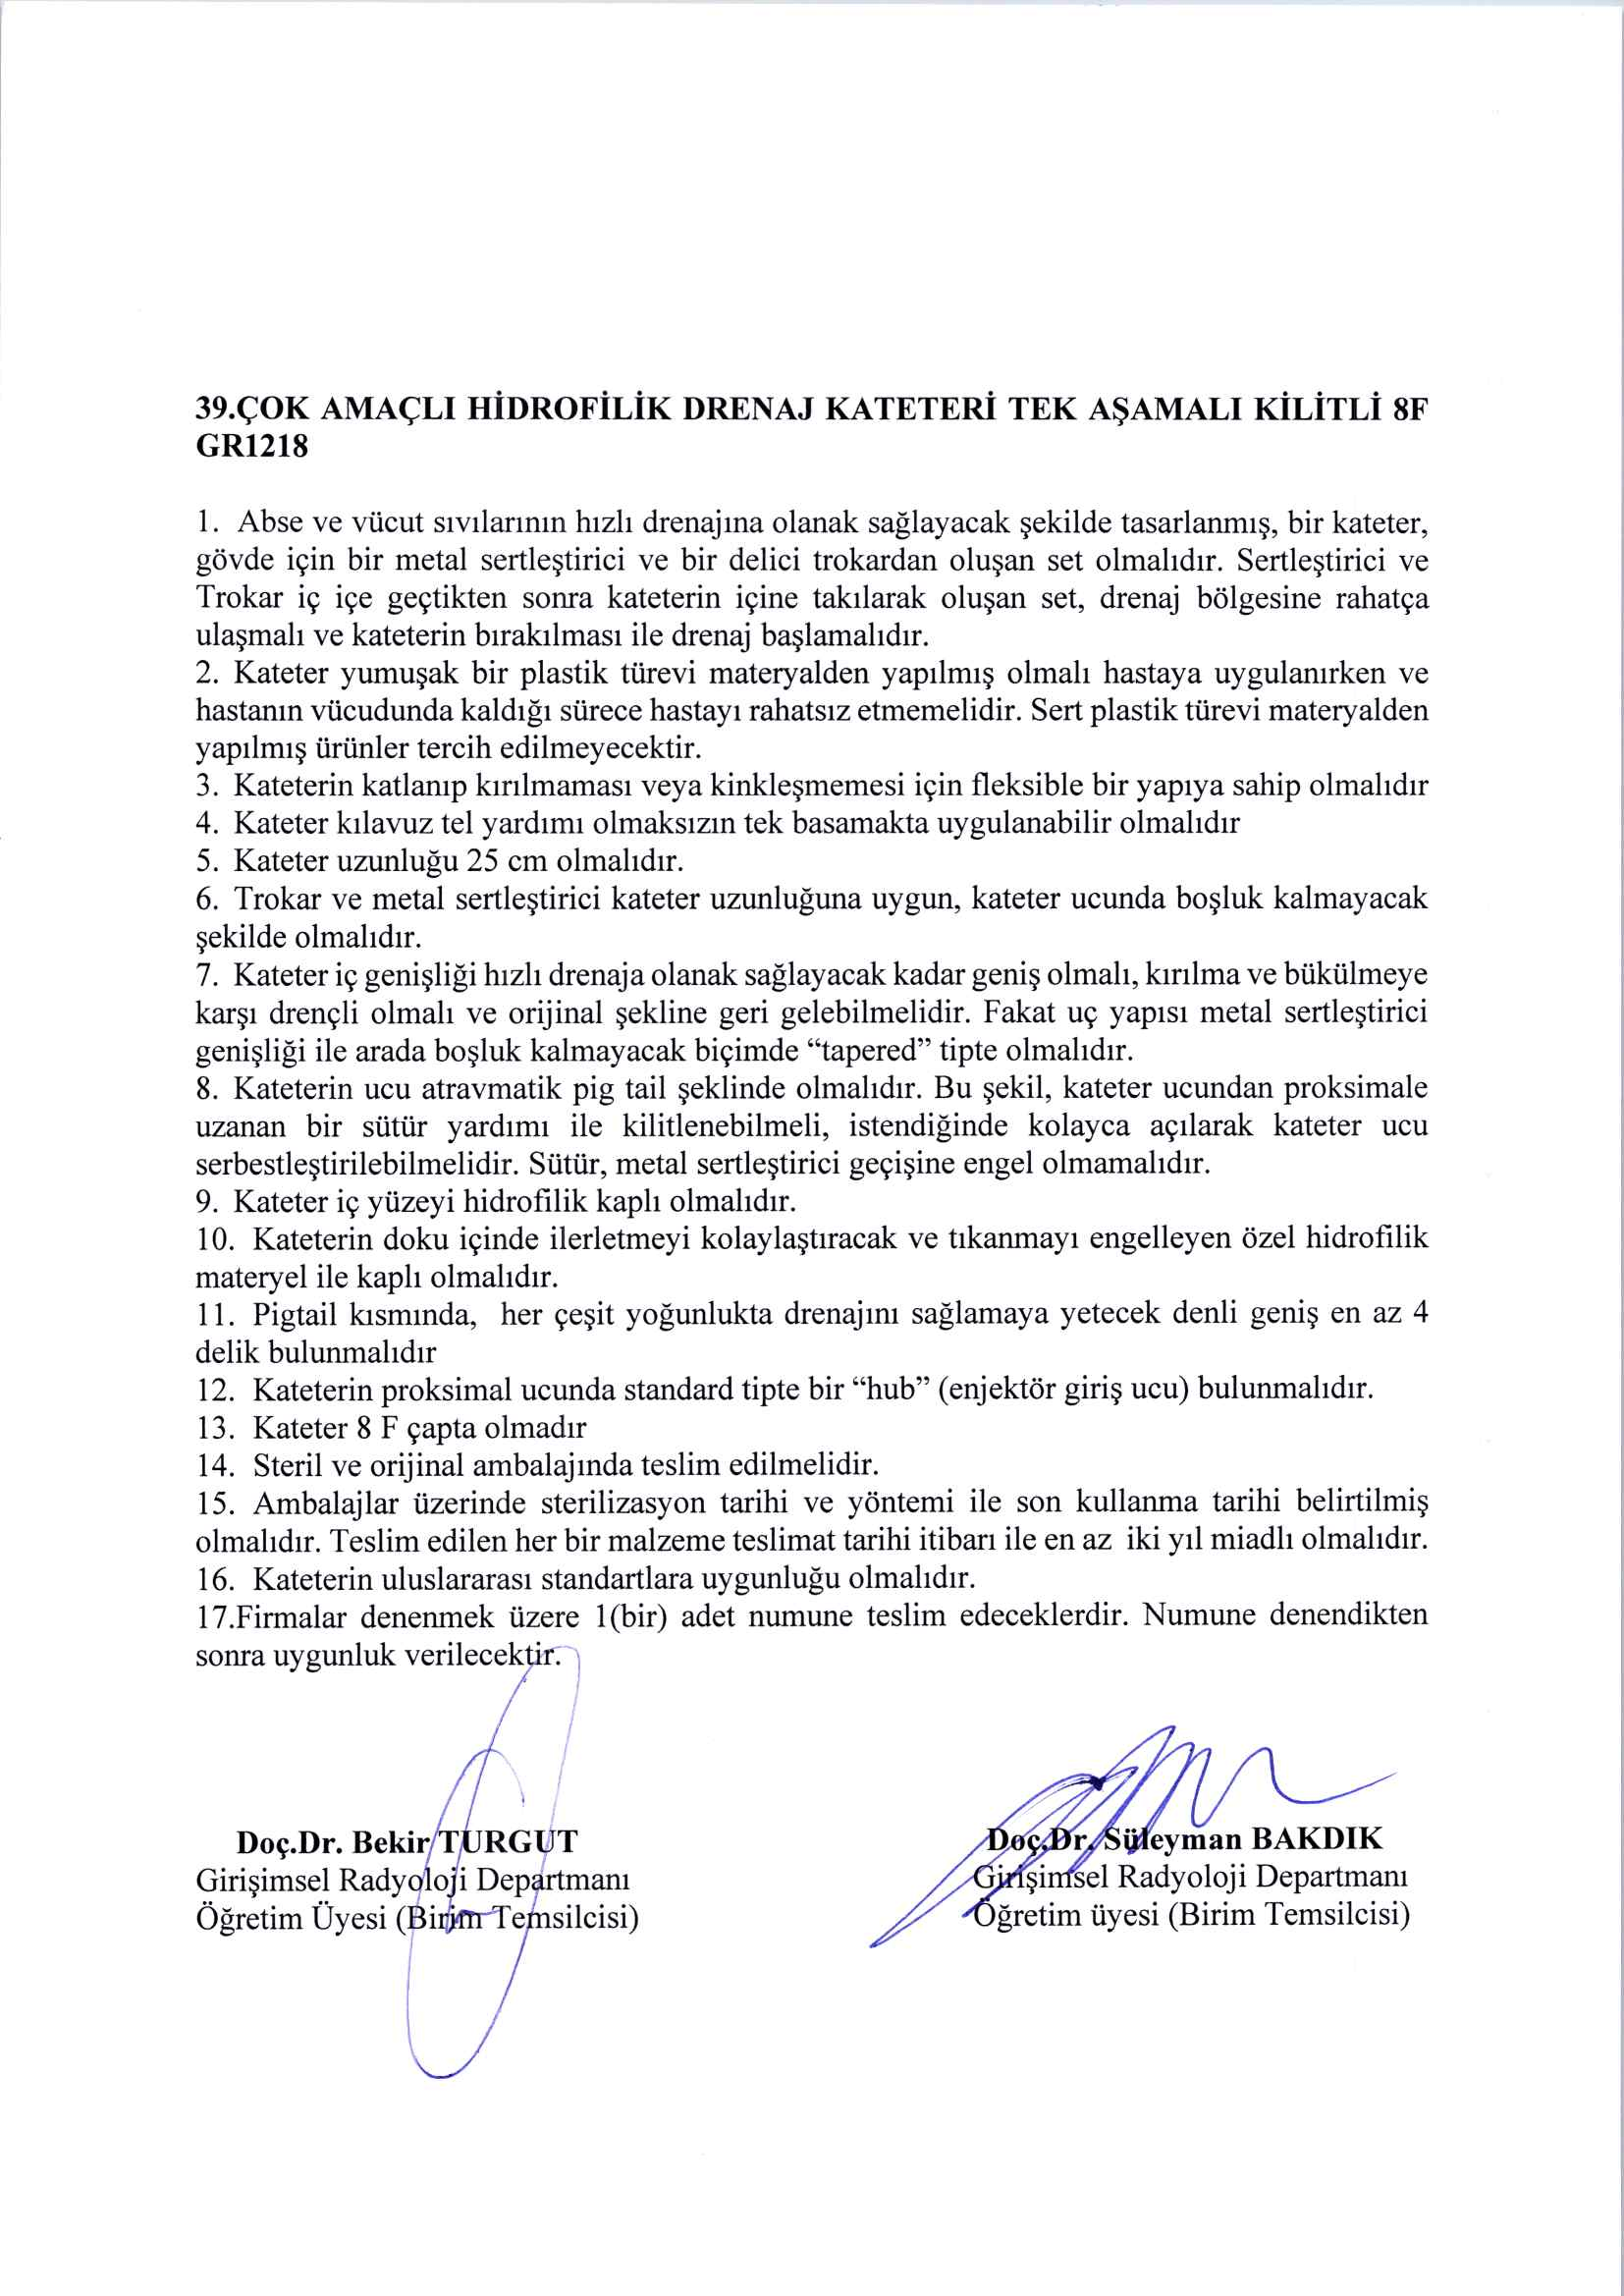 39.ÇOK AMAÇLI HİDROFİLİK DRENAJ KATETERİ TEK AŞAMALI KİLİTLİ 8F
GR1218
1. Abse ve vücut sıvılarının hızlı drenajına olanak sağlayacak şekilde tasarlanmış, bir kateter,
gövde için bir metal sertleştirici ve bir delici trokardan oluşan set olmalıdır. Sertleştirici ve
Trokar iç içe geçtikten sonra kateterin içine takılarak oluşan set, drenaj bölgesine rahatça
ulaşmalı ve kateterin bırakılması ile drenaj başlamalıdır.
2. Kateter yumuşak bir plastik türevi materyalden yapılmış olmalı hastaya uygulanırken ve
hastanın vücudunda kaldığı sürece hastayı rahatsız etmemelidir. Sert plastik türevi materyalden
yapılmış ürünler tercih edilmeyecektir.
3. Kateterin katlanıp kırılmaması veya kinkleşmemesi için fleksible bir yapıya sahip olmalıdır
4. Kateter kılavuz tel yardımı olmaksızın tek basamakta uygulanabilir olmalıdır
5. Kateter uzunluğu 25 cm olmalıdır.
6. Trokar ve metal sertleştirici kateter uzunluğuna uygun, kateter ucunda boşluk kalmayacak
şekilde olmalıdır.
7. Kateter iç genişliği hızlı drenaja olanak sağlayacak kadar geniş olmalı, kırılma ve bükülmeye
karşı drençli olmalı ve orijinal şekline geri gelebilmelidir. Fakat uç yapısı metal sertleştirici
genişliği ile arada boşluk kalmayacak biçimde “tapered” tipte olmalıdır.
8. Kateterin ucu atravmatik pig tail şeklinde olmalıdır. Bu şekil, kateter ucundan proksimale
uzanan bir sütür yardımı ile kilitlenebilmeli, istendiğinde kolayca açılarak kateter ucu
serbestleştirilebilmelidir. Sütür, metal sertleştirici geçişine engel olmamalıdır.
9. Kateter iç yüzeyi hidrofilik kaplı olmalıdır.
10. Kateterin doku içinde ilerletmeyi kolaylaştıracak ve tıkanmayı engelleyen özel hidrofilik
materyel ile kaplı olmalıdır.
11. Pigtail kısmında, her çeşit yoğunlukta drenajını sağlamaya yetecek denli geniş en az 4
delik bulunmalıdır
12. Kateterin proksimal ucunda standard tipte bir “hub” (enjektör giriş ucu) bulunmalıdır.
13. Kateter 8 F çapta olmadır
14. Steril ve orijinal ambalajında teslim edilmelidir.
15. Ambalajlar üzerinde sterilizasyon tarihi ve yöntemi ile son kullanma tarihi belirtilmiş
olmalıdır. Teslim edilen her bir malzeme teslimat tarihi itibarı ile en az iki yıl miadlı olmalıdır.
16. Kateterin uluslararası standartlara uygunluğu olmalıdır.
17.Firmalar denenmek üzere 1(bir) adet numune teslim edeceklerdir. Numune denendikten
sonra uygunluk verilecektir.
Doç.Dr. Bekir TURGUT
Girişimsel Radyoloji Departmanı
Öğretim Üyesi (Birim Temsilcisi)
Doç.Dr. Süleyman BAKDIK
Girişimsel Radyoloji Departmanı
Öğretim üyesi (Birim Temsilcisi)